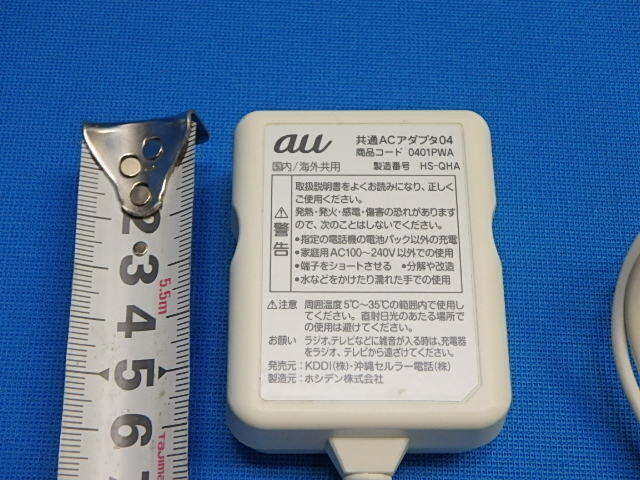 au
共通ACアダプタ04
商品コード 0401PWA
国内/海外共用
製造番号 HS-QHA
取扱説明書をよくお読みになり、正しく
ご使用ください。
警告
発熱・発火・感電・傷害の恐れがあります
ので、次のことはしないでください。
・指定の電話機の電池パック以外の充電
・家庭用AC100〜240V以外での使用
・端子をショートさせる ・分解や改造
・水などをかけたり濡れた手での使用
注意 周囲温度5℃〜35℃の範囲内で使用し
てください。直射日光のあたる場所で
の使用は避けてください。
お願い ラジオ、テレビなどに雑音が入る時は、充電器
をラジオ、テレビから遠ざけてください。
発売元：KDDI(株)・沖縄セルラー電話(株)
製造元：ホシデン株式会社
2
3
5.5m
4
5
6
7
Tajima